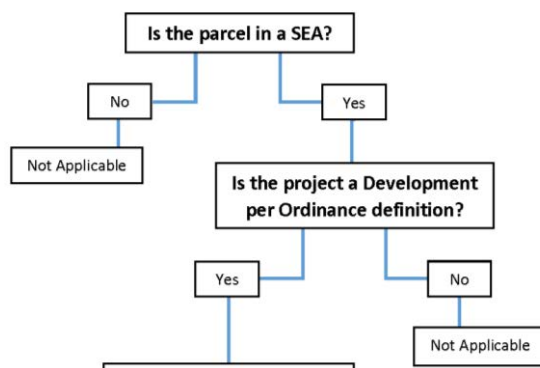 Is the parcel in a SEA?
No
Yes
Not Applicable
Is the project a Development
per Ordinance definition?
Yes
No
Not Applicable